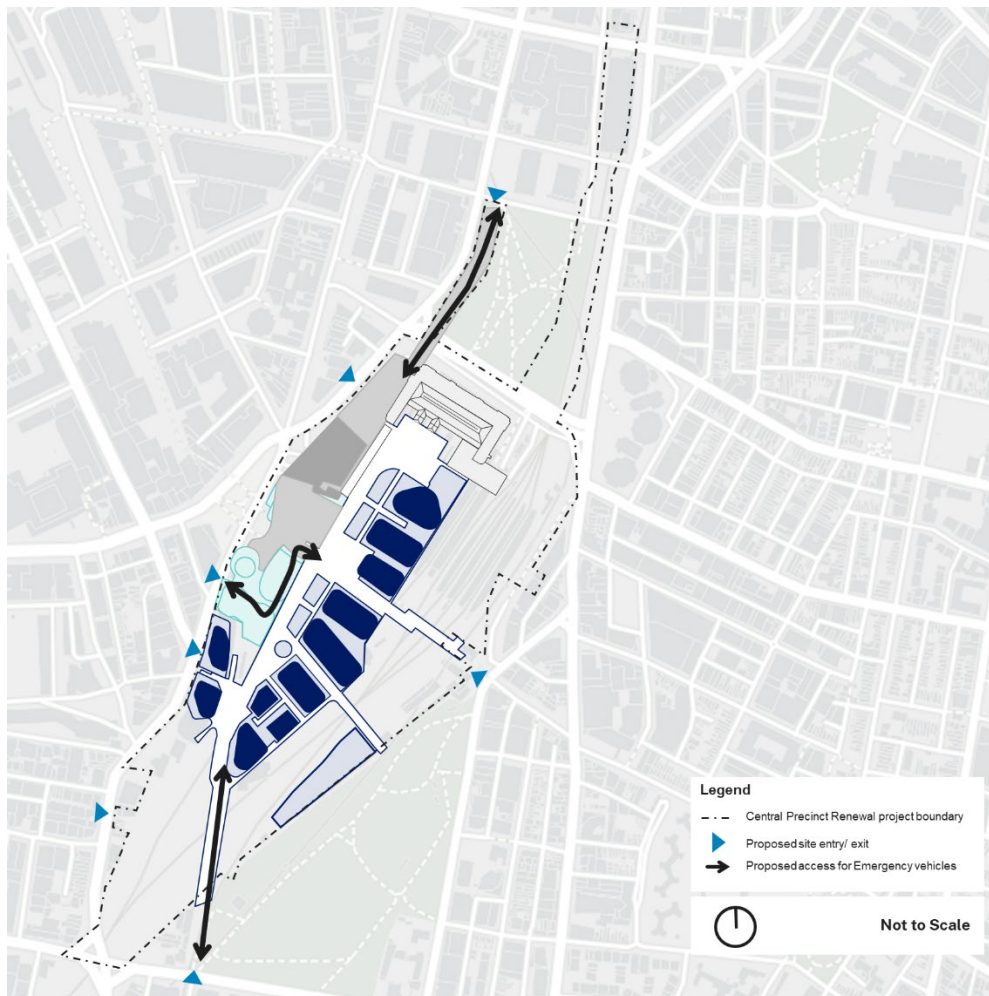 Legend
Central Precinct Renewal project boundary
Proposed site entry/ exit
Proposed access for Emergency vehicles
Not to Scale